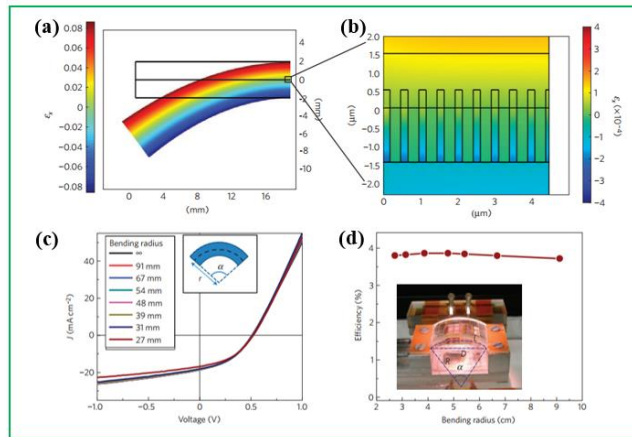 (a)
0.08
0.06
0.04
0.02
0
-0.02
-0.04
-0.06
-0.08
εx
4
2
0
-2
-4
-6
-8
-10
(mm)
4
8
12
16
(mm)
(b)
2.0
1.5
1.0
0.5
0
-0.5
-1.0
-1.5
-2.0
(μm)
0
1
2
3
4
(μm)
4
3
2
1
0
-1
-2
-3
-4
(×10-4)
(c)
Bending radius
∞
91 mm
67 mm
54 mm
48 mm
39 mm
31 mm
27 mm
r
α
40
20
0
-20
J (mA cm-2)
-1.0
-0.5
0
0.5
1.0
Voltage (V)
(d)
4
3
2
1
0
Efficiency (%)
R
D
α
2
3
4
5
6
7
8
9
10
Bending radius (cm)